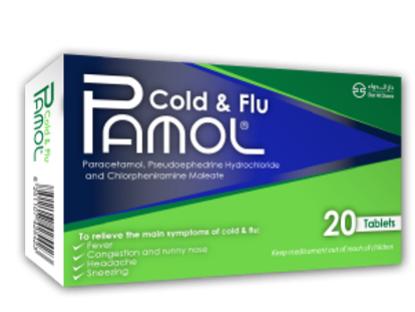 Cold & Flu
PAMOL®
Paracetamol, Pseudoephedrine Hydrochloride
and Chlorpheniramine Maleate
20 Tablets
To relieve the main symptoms of cold & flu:
Fever
Congestion and runny nose
Headache
Sneezing
Keep medicament out of reach of children
Cold & Flu
PAMOL